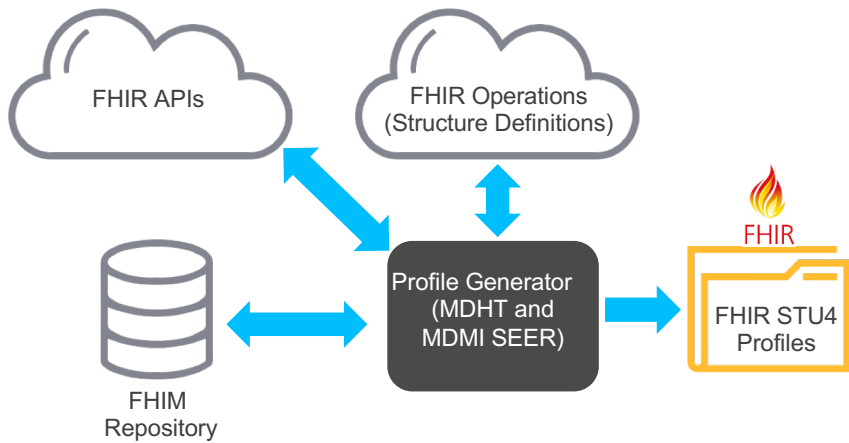 FHIR APIs
FHIR Operations
(Structure Definitions)
FHIR
Profile Generator
(MDHT and
MDMI SEER)
FHIR STU4
Profiles
FHIM
Repository